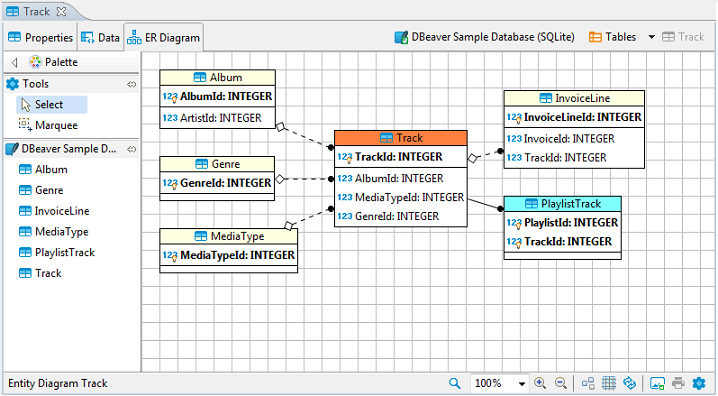 Track
Properties
Data
ER Diagram
DBeaver Sample Database (SQLite)
Tables
Track
Palette
Tools
Select
Marquee
DBeaver Sample D...
Album
Genre
InvoiceLine
MediaType
PlaylistTrack
Track
Album
123 AlbumId: INTEGER
123 ArtistId: INTEGER
Genre
123 GenreId: INTEGER
MediaType
123 MediaTypeId: INTEGER
Track
123 TrackId: INTEGER
123 AlbumId: INTEGER
123 MediaTypeId: INTEGER
123 GenreId: INTEGER
InvoiceLine
123 InvoiceLineId: INTEGER
123 InvoiceId: INTEGER
123 TrackId: INTEGER
PlaylistTrack
123 PlaylistId: INTEGER
123 TrackId: INTEGER
Entity Diagram Track
100%